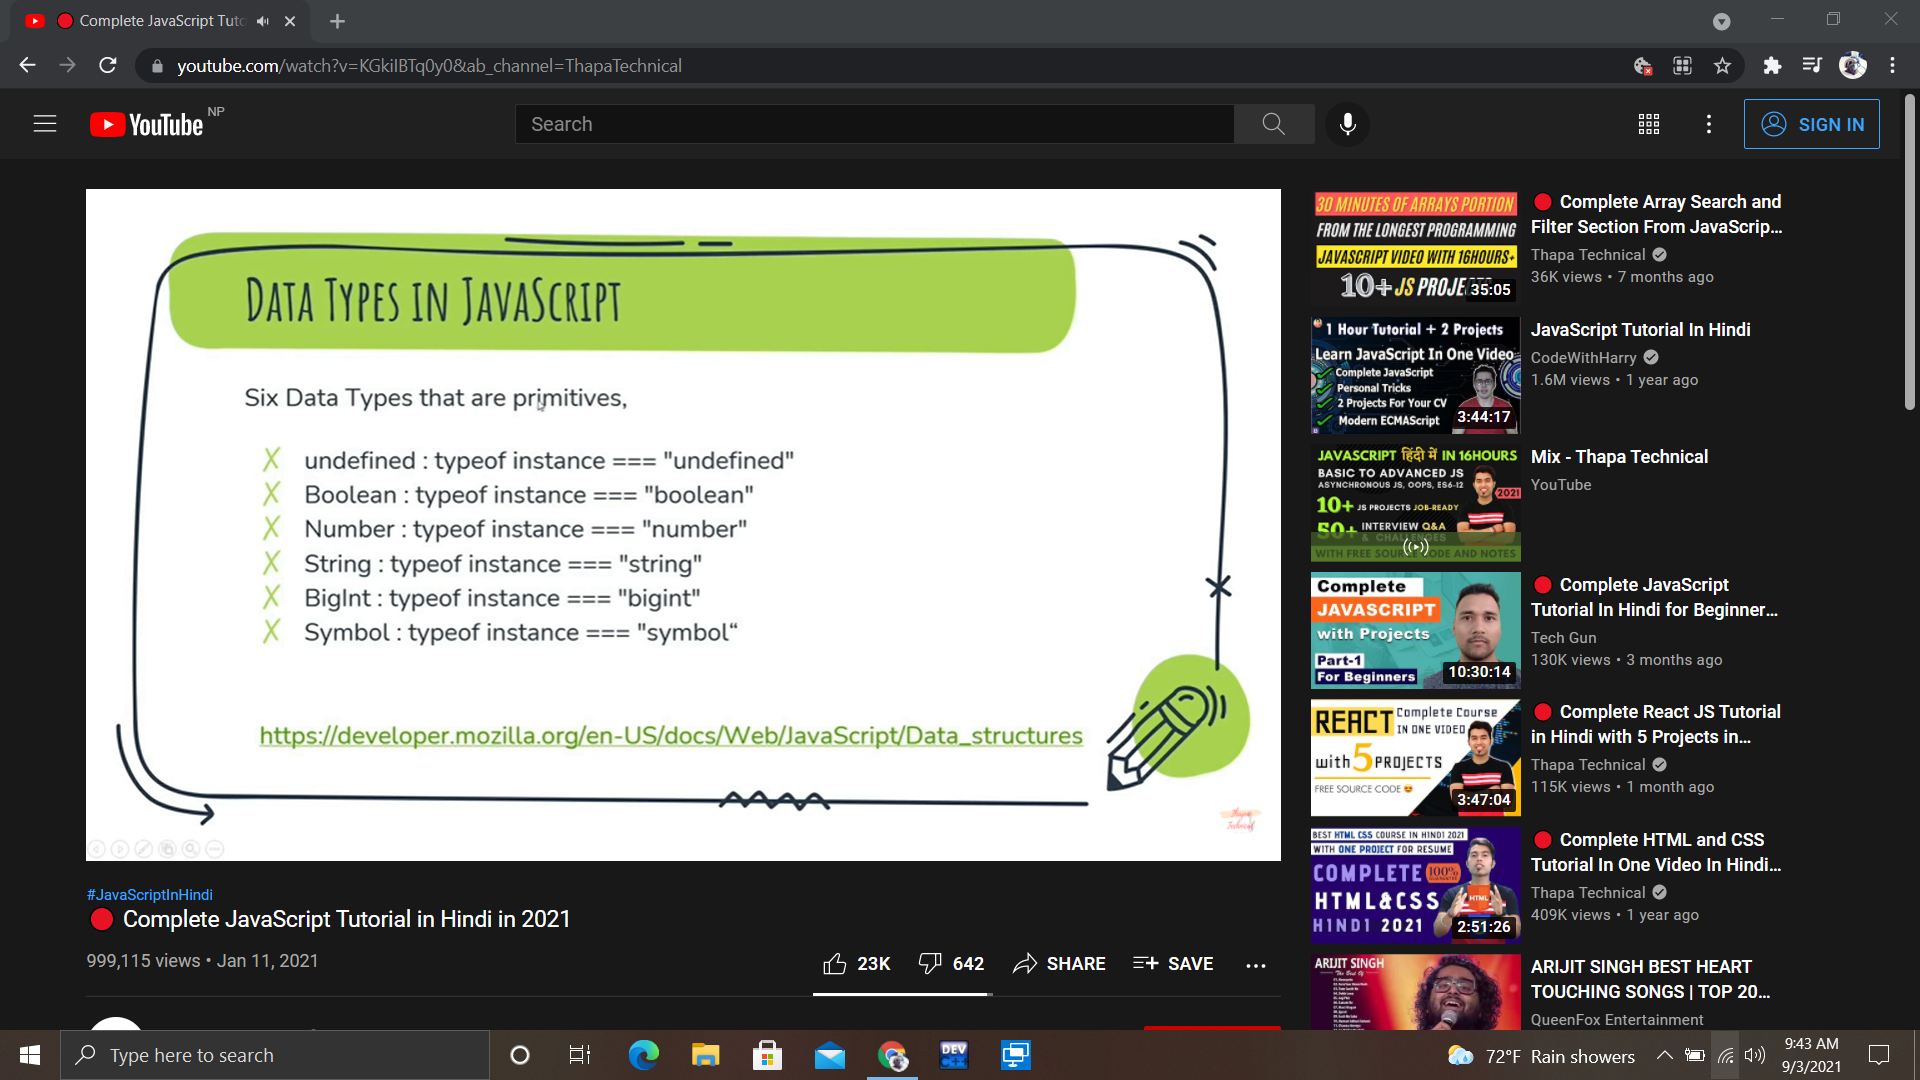 Complete JavaScript Tuto
youtube.com/watch?v=KGkiIBTq0y0&ab_channel=ThapaTechnical
YouTube NP
Search
SIGN IN
DATA TYPES IN JAVASCRIPT
Six Data Types that are primitives,
X undefined : typeof instance === "undefined"
X Boolean : typeof instance === "boolean"
X Number : typeof instance === "number"
X String : typeof instance === "string"
X BigInt : typeof instance === "bigint"
X Symbol : typeof instance === "symbol“
https://developer.mozilla.org/en-US/docs/Web/JavaScript/Data_structures
Thapa
Technical
#JavaScriptInHindi
Complete JavaScript Tutorial in Hindi in 2021
999,115 views • Jan 11, 2021
23K 642 SHARE SAVE
30 MINUTES OF ARRAYS PORTION
FROM THE LONGEST PROGRAMMING
JAVASCRIPT VIDEO WITH 16HOURS+
10+ JS PROJE
35:05
Complete Array Search and
Filter Section From JavaScrip...
Thapa Technical
36K views • 7 months ago
1 Hour Tutorial + 2 Projects
Learn JavaScript In One Video
Complete JavaScript
Personal Tricks
2 Projects For Your CV
Modern ECMAScript
3:44:17
JavaScript Tutorial In Hindi
CodeWithHarry
1.6M views • 1 year ago
JAVASCRIPT हिंदी में IN 16HOURS
BASIC TO ADVANCED JS
ASYNCHRONOUS JS, OOPS, ES6-12
2021
10+ JS PROJECTS JOB-READY
50+ INTERVIEW Q&A
& CHALLENGES
WITH FREE SOURCE CODE AND NOTES
Mix - Thapa Technical
YouTube
Complete
JAVASCRIPT
with Projects
Part-1
For Beginners
10:30:14
Complete JavaScript
Tutorial In Hindi for Beginner...
Tech Gun
130K views • 3 months ago
REACT Complete Course
IN ONE VIDEO
with 5 PROJECTS
FREE SOURCE CODE
3:47:04
Complete React JS Tutorial
in Hindi with 5 Projects in...
Thapa Technical
115K views • 1 month ago
BEST HTML CSS COURSE IN HINDI 2021
WITH ONE PROJECT FOR RESUME
COMPLETE 100%
HTML&CSS
HTML
HINDI 2021
2:51:26
Complete HTML and CSS
Tutorial In One Video In Hindi...
Thapa Technical
409K views • 1 year ago
ARIJIT SINGH
The Best Of
ARIJIT SINGH BEST HEART
TOUCHING SONGS | TOP 20...
QueenFox Entertainment
Type here to search
DEV
C++
72°F Rain showers
9:43 AM
9/3/2021